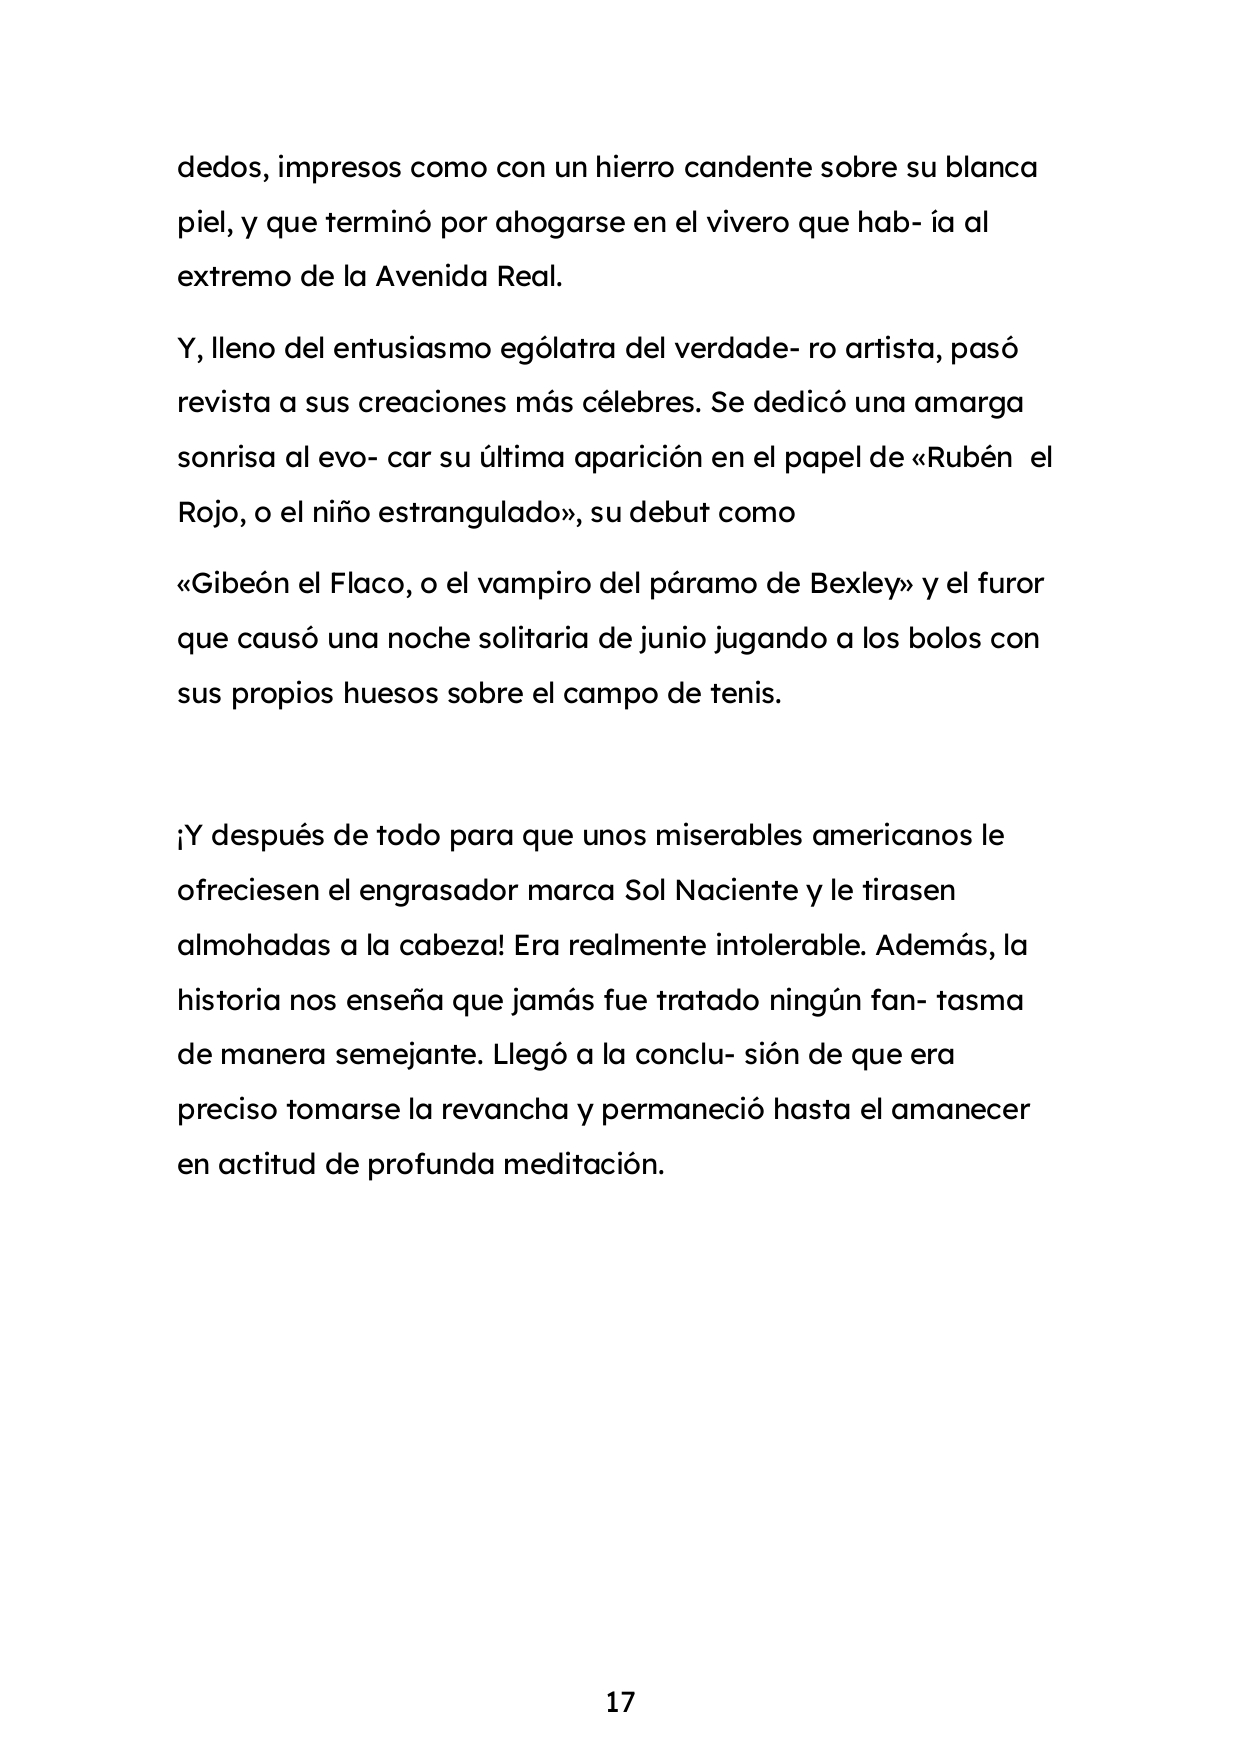 dedos, impresos como con un hierro candente sobre su blanca
piel, y que terminó por ahogarse en el vivero que hab- ía al
extremo de la Avenida Real.
Y, lleno del entusiasmo ególatra del verdade- ro artista, pasó
revista a sus creaciones más célebres. Se dedicó una amarga
sonrisa al evo- car su última aparición en el papel de «Rubén  el
Rojo, o el niño estrangulado», su debut como
«Gibeón el Flaco, o el vampiro del páramo de Bexley» y el furor
que causó una noche solitaria de junio jugando a los bolos con
sus propios huesos sobre el campo de tenis.
¡Y después de todo para que unos miserables americanos le
ofreciesen el engrasador marca Sol Naciente y le tirasen
almohadas a la cabeza! Era realmente intolerable. Además, la
historia nos enseña que jamás fue tratado ningún fan- tasma
de manera semejante. Llegó a la conclu- sión de que era
preciso tomarse la revancha y permaneció hasta el amanecer
en actitud de profunda meditación.
17